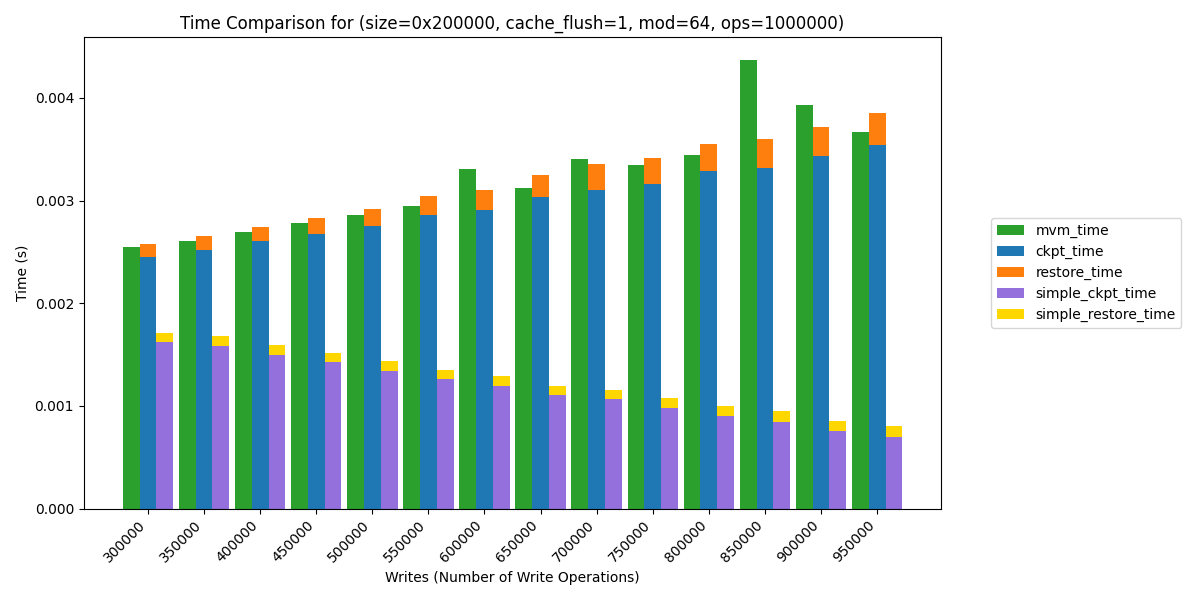 Time Comparison for (size=0x200000, cache_flush=1, mod=64, ops=1000000)
Time (s)
0.004
0.003
0.002
0.001
0.000
300000
350000
400000
450000
500000
550000
600000
650000
700000
750000
800000
850000
900000
950000
Writes (Number of Write Operations)
mvm_time
ckpt_time
restore_time
simple_ckpt_time
simple_restore_time